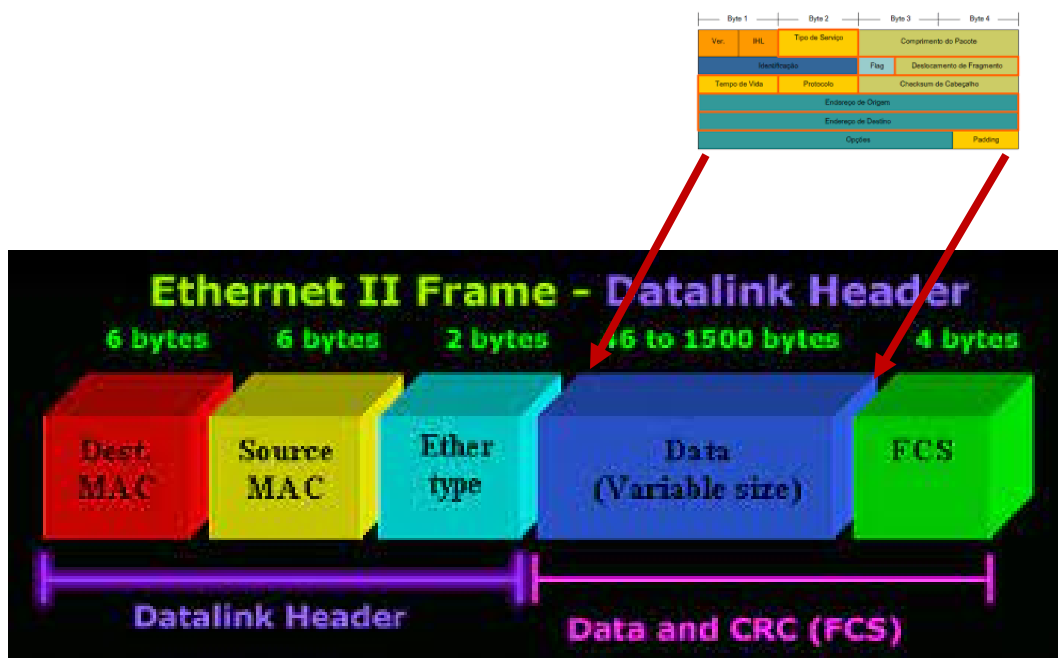 Byte 1 Byte 2 Byte 3 Byte 4
Ver. IHL Tipo de Serviço Comprimento do Pacote
Identificação Flag Deslocamento de Fragmento
Tempo de Vida Protocolo Checksum de Cabeçalho
Endereço de Origem
Endereço de Destino
Opções Padding
Ethernet II Frame - Datalink Header
6 bytes 6 bytes 2 bytes 46 to 1500 bytes 4 bytes
Dest. MAC
Source MAC
Ether type
Data (Variable size)
FCS
Datalink Header
Data and CRC (FCS)